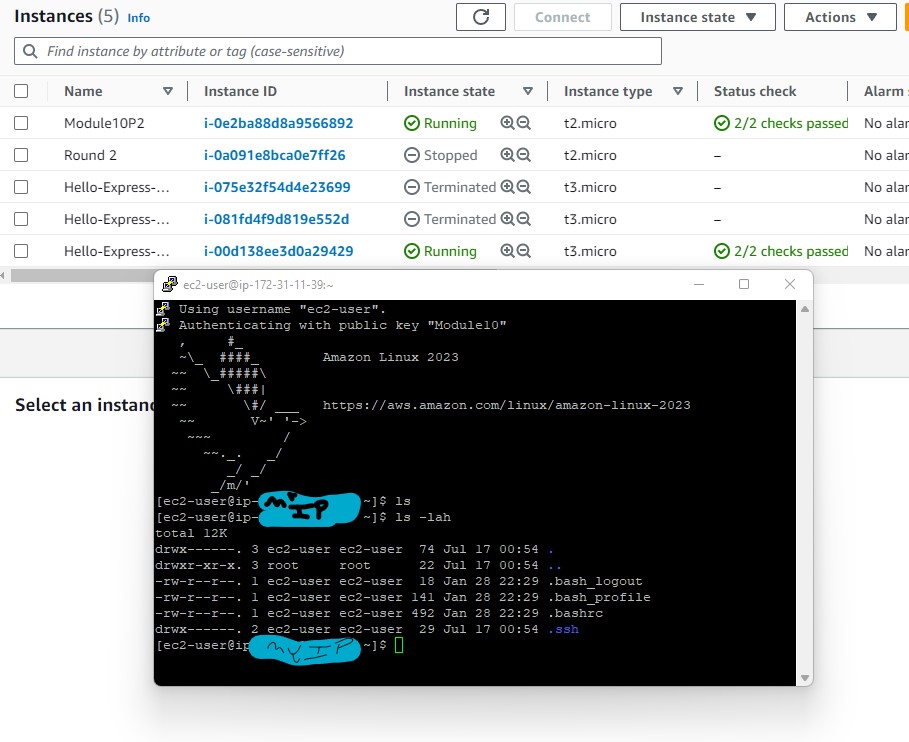 Instances (5) Info
Connect Instance state Actions
Find instance by attribute or tag (case-sensitive)
Name Instance ID Instance state Instance type Status check Alarm
Module10P2 i-0e2ba88d8a9566892 Running t2.micro 2/2 checks passed No alar
Round 2 i-0a091e8bca0e7ff26 Stopped t2.micro – No alar
Hello-Express-... i-075e32f54d4e23699 Terminated t3.micro – No alar
Hello-Express-... i-081fd4f9d819e552d Terminated t3.micro – No alar
Hello-Express-... i-00d138ee3d0a29429 Running t3.micro 2/2 checks passed No alar
ec2-user@ip-172-31-11-39:~
Using username "ec2-user".
Authenticating with public key "Module10"
   ,     #_
   ~\_  ####_        Amazon Linux 2023
  ~~  \_#####\
  ~~     \###|
  ~~       \#/ ___   https://aws.amazon.com/linux/amazon-linux-2023
   ~~       V~' '->
    ~~~         /
      ~~._.   _/
         _/ _/
       _/m/'
Select an instanc
[ec2-user@ip- MY IP ~]$ ls
[ec2-user@ip- ~]$ ls -lah
total 12K
drwx------. 3 ec2-user ec2-user  74 Jul 17 00:54 .
drwxr-xr-x. 3 root     root      22 Jul 17 00:54 ..
-rw-r--r--. 1 ec2-user ec2-user  18 Jan 28 22:29 .bash_logout
-rw-r--r--. 1 ec2-user ec2-user 141 Jan 28 22:29 .bash_profile
-rw-r--r--. 1 ec2-user ec2-user 492 Jan 28 22:29 .bashrc
drwx------. 2 ec2-user ec2-user  29 Jul 17 00:54 .ssh
[ec2-user@ip MY IP ~]$